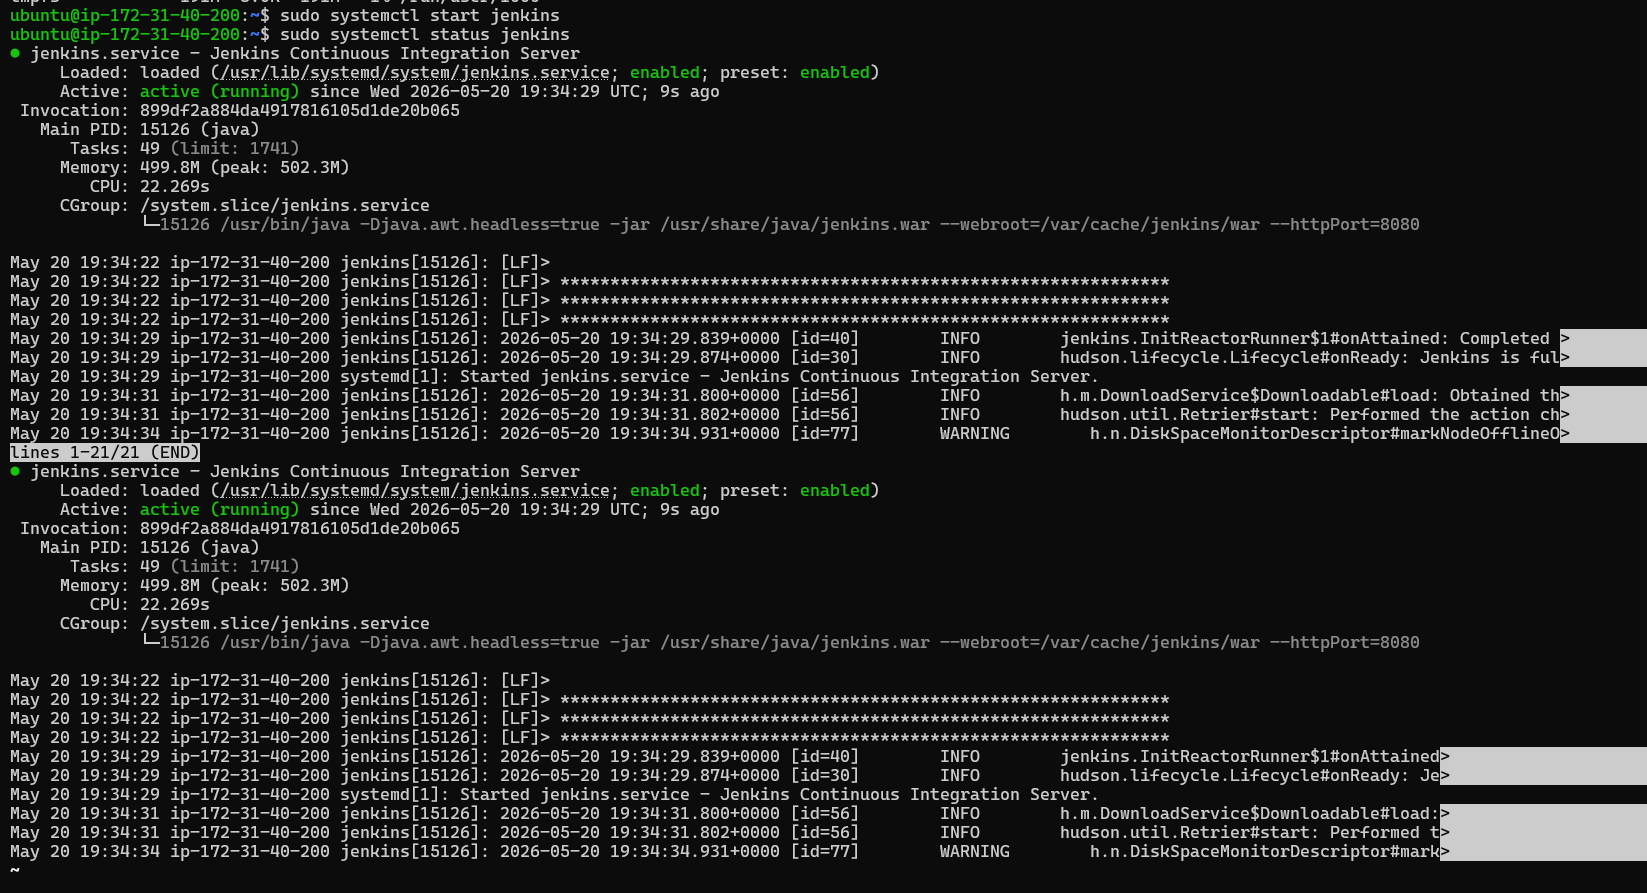 ubuntu@ip-172-31-40-200:~$ sudo systemctl start jenkins
ubuntu@ip-172-31-40-200:~$ sudo systemctl status jenkins
● jenkins.service - Jenkins Continuous Integration Server
Loaded: loaded (/usr/lib/systemd/system/jenkins.service; enabled; preset: enabled)
Active: active (running) since Wed 2026-05-20 19:34:29 UTC; 9s ago
Invocation: 899df2a884da4917816105d1de20b065
Main PID: 15126 (java)
Tasks: 49 (limit: 1741)
Memory: 499.8M (peak: 502.3M)
CPU: 22.269s
CGroup: /system.slice/jenkins.service
└─15126 /usr/bin/java -Djava.awt.headless=true -jar /usr/share/java/jenkins.war --webroot=/var/cache/jenkins/war --httpPort=8080
May 20 19:34:22 ip-172-31-40-200 jenkins[15126]: [LF]>
May 20 19:34:22 ip-172-31-40-200 jenkins[15126]: [LF]> *************************************************************
May 20 19:34:22 ip-172-31-40-200 jenkins[15126]: [LF]> *************************************************************
May 20 19:34:22 ip-172-31-40-200 jenkins[15126]: [LF]> *************************************************************
May 20 19:34:29 ip-172-31-40-200 jenkins[15126]: 2026-05-20 19:34:29.839+0000 [id=40] INFO jenkins.InitReactorRunner$1#onAttained: Completed >
May 20 19:34:29 ip-172-31-40-200 jenkins[15126]: 2026-05-20 19:34:29.874+0000 [id=30] INFO hudson.lifecycle.Lifecycle#onReady: Jenkins is ful>
May 20 19:34:29 ip-172-31-40-200 systemd[1]: Started jenkins.service - Jenkins Continuous Integration Server.
May 20 19:34:31 ip-172-31-40-200 jenkins[15126]: 2026-05-20 19:34:31.800+0000 [id=56] INFO h.m.DownloadService$Downloadable#load: Obtained th>
May 20 19:34:31 ip-172-31-40-200 jenkins[15126]: 2026-05-20 19:34:31.802+0000 [id=56] INFO hudson.util.Retrier#start: Performed the action ch>
May 20 19:34:34 ip-172-31-40-200 jenkins[15126]: 2026-05-20 19:34:34.931+0000 [id=77] WARNING h.n.DiskSpaceMonitorDescriptor#markNodeOfflineO>
lines 1-21/21 (END)
● jenkins.service - Jenkins Continuous Integration Server
Loaded: loaded (/usr/lib/systemd/system/jenkins.service; enabled; preset: enabled)
Active: active (running) since Wed 2026-05-20 19:34:29 UTC; 9s ago
Invocation: 899df2a884da4917816105d1de20b065
Main PID: 15126 (java)
Tasks: 49 (limit: 1741)
Memory: 499.8M (peak: 502.3M)
CPU: 22.269s
CGroup: /system.slice/jenkins.service
└─15126 /usr/bin/java -Djava.awt.headless=true -jar /usr/share/java/jenkins.war --webroot=/var/cache/jenkins/war --httpPort=8080
May 20 19:34:22 ip-172-31-40-200 jenkins[15126]: [LF]>
May 20 19:34:22 ip-172-31-40-200 jenkins[15126]: [LF]> *************************************************************
May 20 19:34:22 ip-172-31-40-200 jenkins[15126]: [LF]> *************************************************************
May 20 19:34:22 ip-172-31-40-200 jenkins[15126]: [LF]> *************************************************************
May 20 19:34:29 ip-172-31-40-200 jenkins[15126]: 2026-05-20 19:34:29.839+0000 [id=40] INFO jenkins.InitReactorRunner$1#onAttained>
May 20 19:34:29 ip-172-31-40-200 jenkins[15126]: 2026-05-20 19:34:29.874+0000 [id=30] INFO hudson.lifecycle.Lifecycle#onReady: Je>
May 20 19:34:29 ip-172-31-40-200 systemd[1]: Started jenkins.service - Jenkins Continuous Integration Server.
May 20 19:34:31 ip-172-31-40-200 jenkins[15126]: 2026-05-20 19:34:31.800+0000 [id=56] INFO h.m.DownloadService$Downloadable#load:>
May 20 19:34:31 ip-172-31-40-200 jenkins[15126]: 2026-05-20 19:34:31.802+0000 [id=56] INFO hudson.util.Retrier#start: Performed t>
May 20 19:34:34 ip-172-31-40-200 jenkins[15126]: 2026-05-20 19:34:34.931+0000 [id=77] WARNING h.n.DiskSpaceMonitorDescriptor#mark>
~